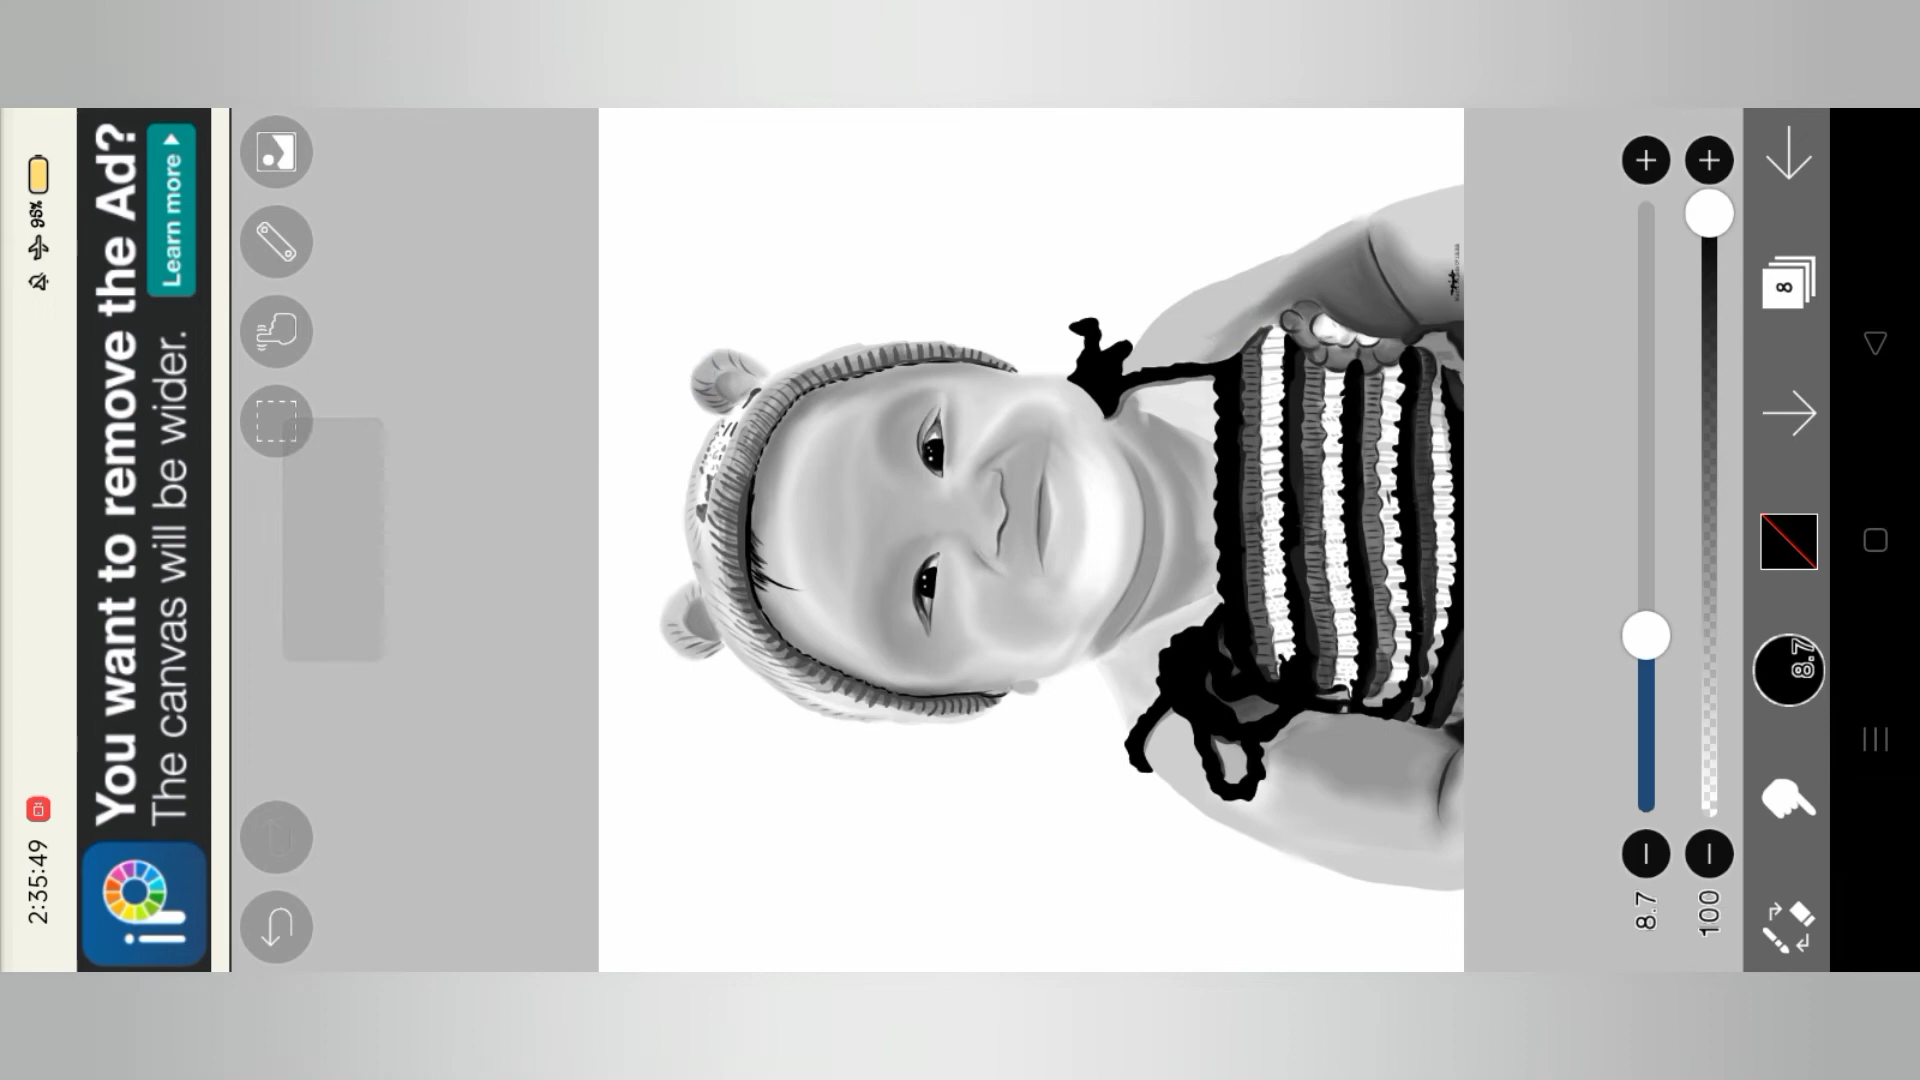 2:35:49
96%
You want to remove the Ad?
The canvas will be wider.
Learn more
8
8.7
8.7
100